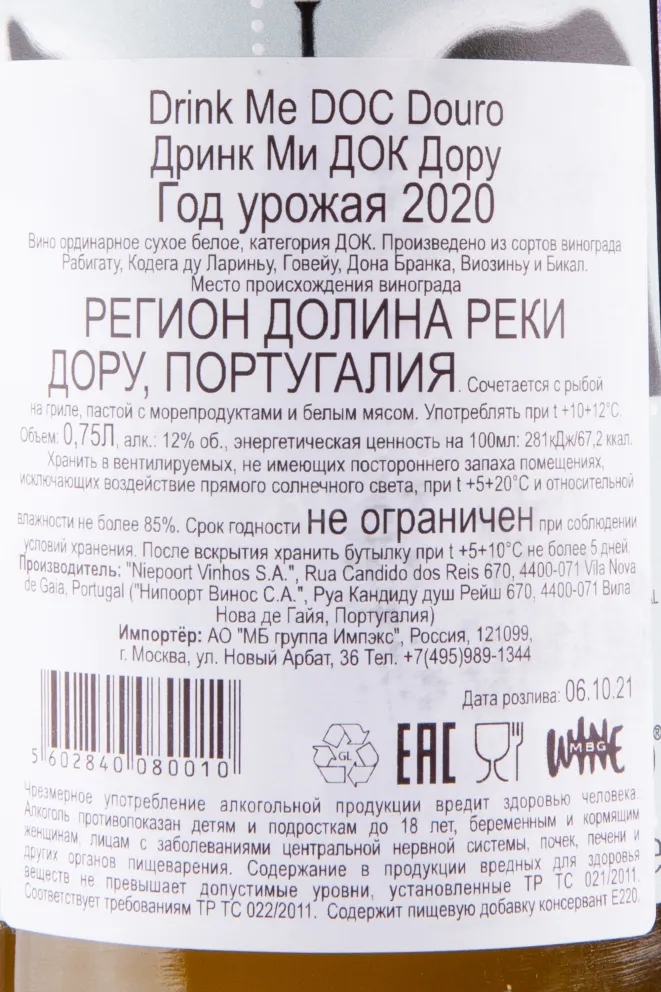 Drink Me DOC Douro
Дринк Ми ДОК Дору
Год урожая 2020
Вино ординарное сухое белое, категория ДОК. Произведено из сортов винограда
Рабигату, Кодега ду Лариньу, Говейу, Дона Бранка, Виозиньу и Бикал.
Место происхождения винограда
РЕГИОН ДОЛИНА РЕКИ
ДОРУ, ПОРТУГАЛИЯ. Сочетается с рыбой
на гриле, пастой с морепродуктами и белым мясом. Употреблять при t +10+12°C.
Объем: 0,75Л, алк.: 12% об., энергетическая ценность на 100мл: 281кДж/67,2 ккал.
Хранить в вентилируемых, не имеющих постороннего запаха помещениях,
исключающих воздействие прямого солнечного света, при t +5+20°C и относительной
влажности не более 85%. Срок годности не ограничен при соблюдении
условий хранения. После вскрытия хранить бутылку при t +5+10°C не более 5 дней.
Производитель: "Niepoort Vinhos S.A.", Rua Candido dos Reis 670, 4400-071 Vila Nova
de Gaia, Portugal ("Нипоорт Винос С.А.", Руа Кандиду душ Рейш 670, 4400-071 Вила
Нова де Гайя, Португалия)
Импортёр: АО "МБ группа Импэкс", Россия, 121099,
г. Москва, ул. Новый Арбат, 36 Тел. +7(495)989-1344
Дата розлива: 06.10.21
5 602840 080010
GL
EAC
WINE
MBG
Чрезмерное употребление алкогольной продукции вредит здоровью человека.
Алкоголь противопоказан детям и подросткам до 18 лет, беременным и кормящим
женщинам, лицам с заболеваниями центральной нервной системы, почек, печени и
других органов пищеварения. Содержание в продукции вредных для здоровья
веществ не превышает допустимые уровни, установленные ТР ТС 021/2011.
Соответствует требованиям ТР ТС 022/2011. Содержит пищевую добавку консервант Е220.